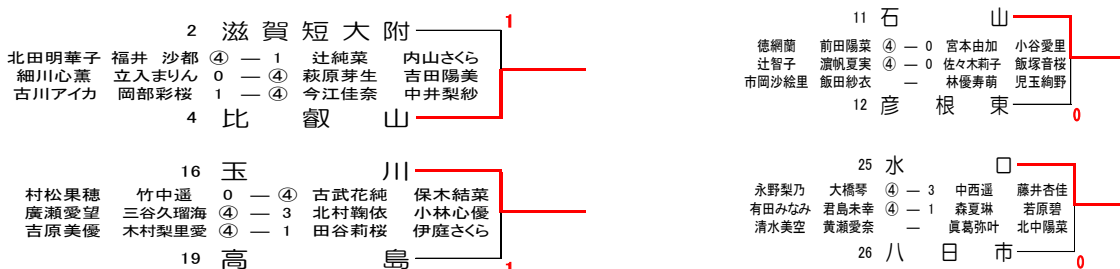 2 滋賀短大附 1
北田明華子 福井 沙都 ④ — 1 辻純菜 内山さくら
細川心薫 立入まりん 0 — ④ 萩原芽生 吉田陽美
古川アイカ 岡部彩桜 1 — ④ 今江佳奈 中井梨紗
4 比叡山
16 玉川
村松果穂 竹中遥 0 — ④ 古武花純 保木結菜
廣瀬愛望 三谷久瑠海 ④ — 3 北村鞠依 小林心優
吉原美優 木村梨里愛 ④ — 1 田谷莉桜 伊庭さくら
19 高島 1
11 石山
徳網蘭 前田陽菜 ④ — 0 宮本由加 小谷愛里
辻智子 濵帆夏実 ④ — 0 佐々木莉子 飯塚音桜
市岡沙絵里 飯田紗衣 — 林優寿萌 児玉絢野
12 彦根東 0
25 水口
永野梨乃 大橋琴 ④ — 3 中西遥 藤井杏佳
有田みなみ 君島未幸 ④ — 1 森夏琳 若原碧
清水美空 黄瀬愛奈 — 眞葛弥叶 北中陽菜
26 八日市 0